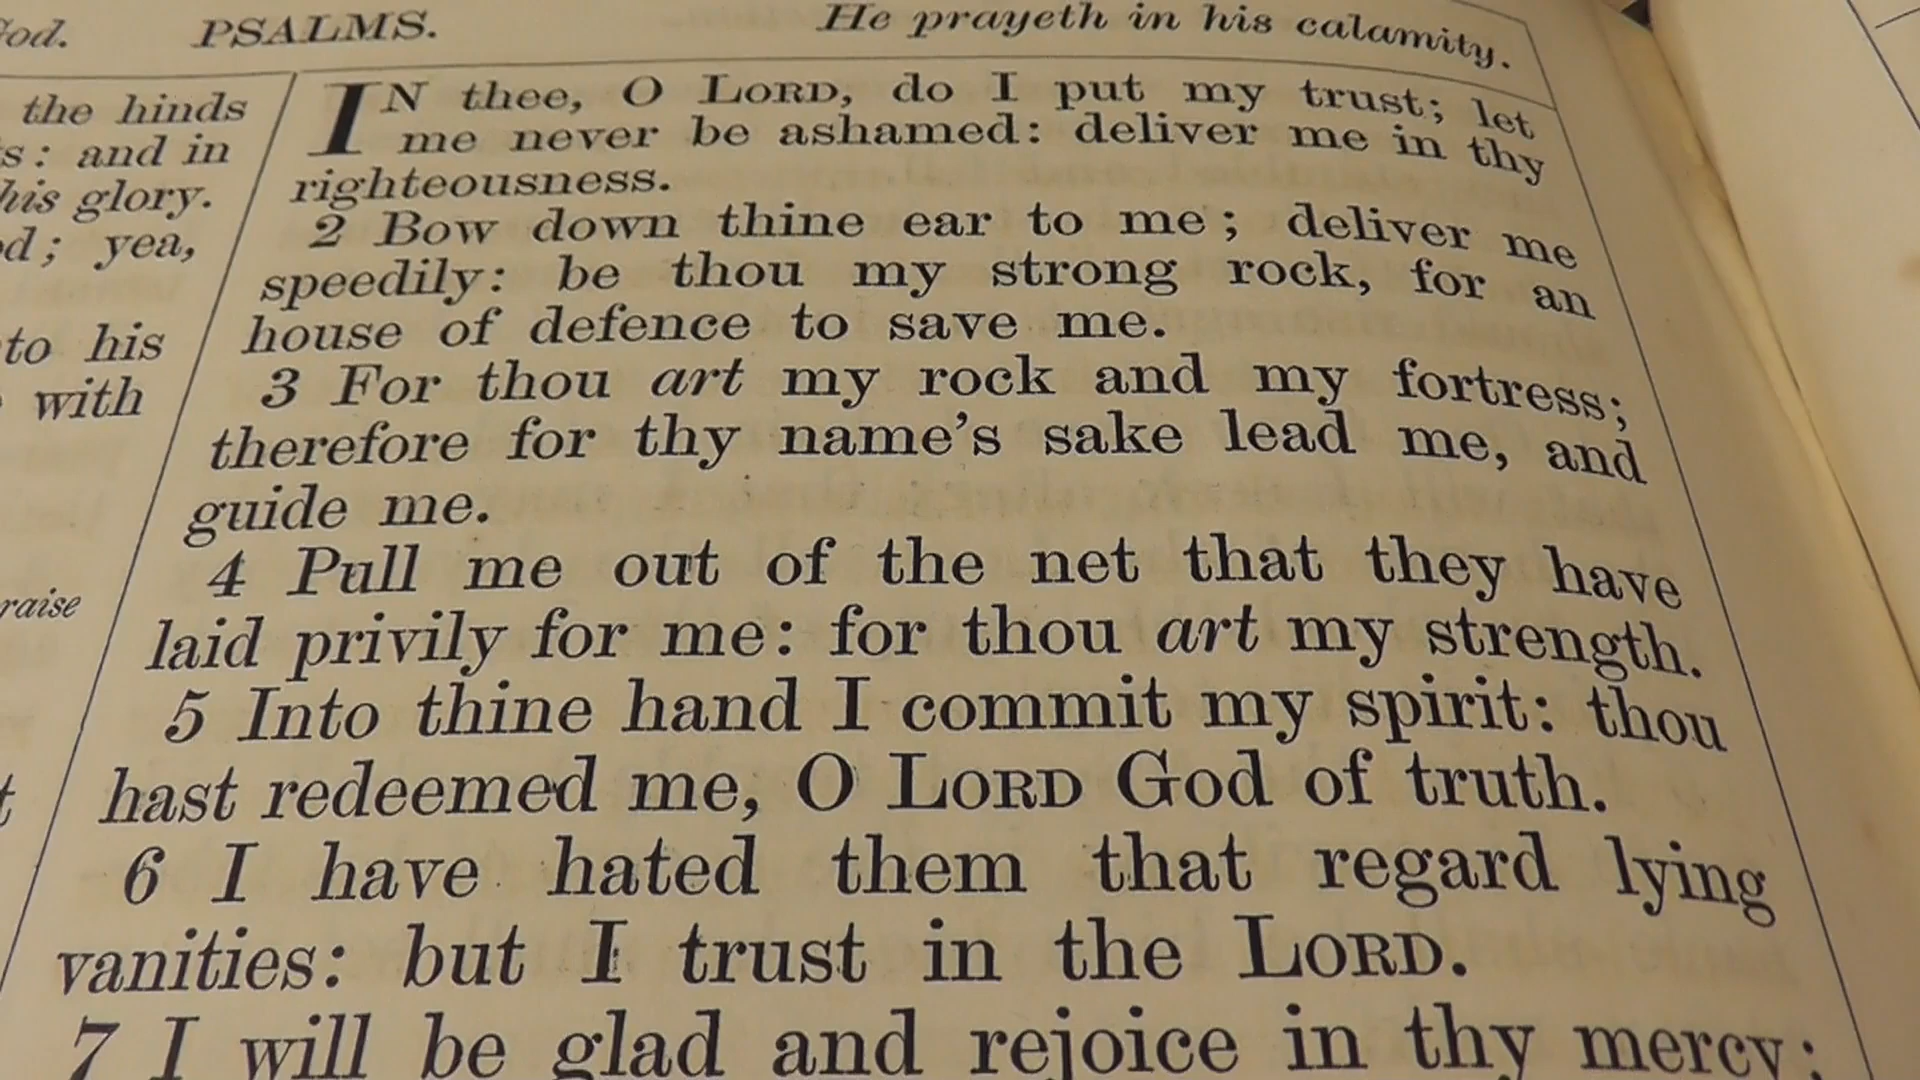 God. PSALMS. He prayeth in his calamity.
the hinds
s: and in
his glory.
d; yea,
to his
with
raise
t
IN thee, O LORD, do I put my trust; let
me never be ashamed: deliver me in thy
righteousness.
2 Bow down thine ear to me; deliver me
speedily: be thou my strong rock, for an
house of defence to save me.
3 For thou art my rock and my fortress;
therefore for thy name's sake lead me, and
guide me.
4 Pull me out of the net that they have
laid privily for me: for thou art my strength.
5 Into thine hand I commit my spirit: thou
hast redeemed me, O LORD God of truth.
6 I have hated them that regard lying
vanities: but I trust in the LORD.
7 I will be glad and rejoice in thy mercy: